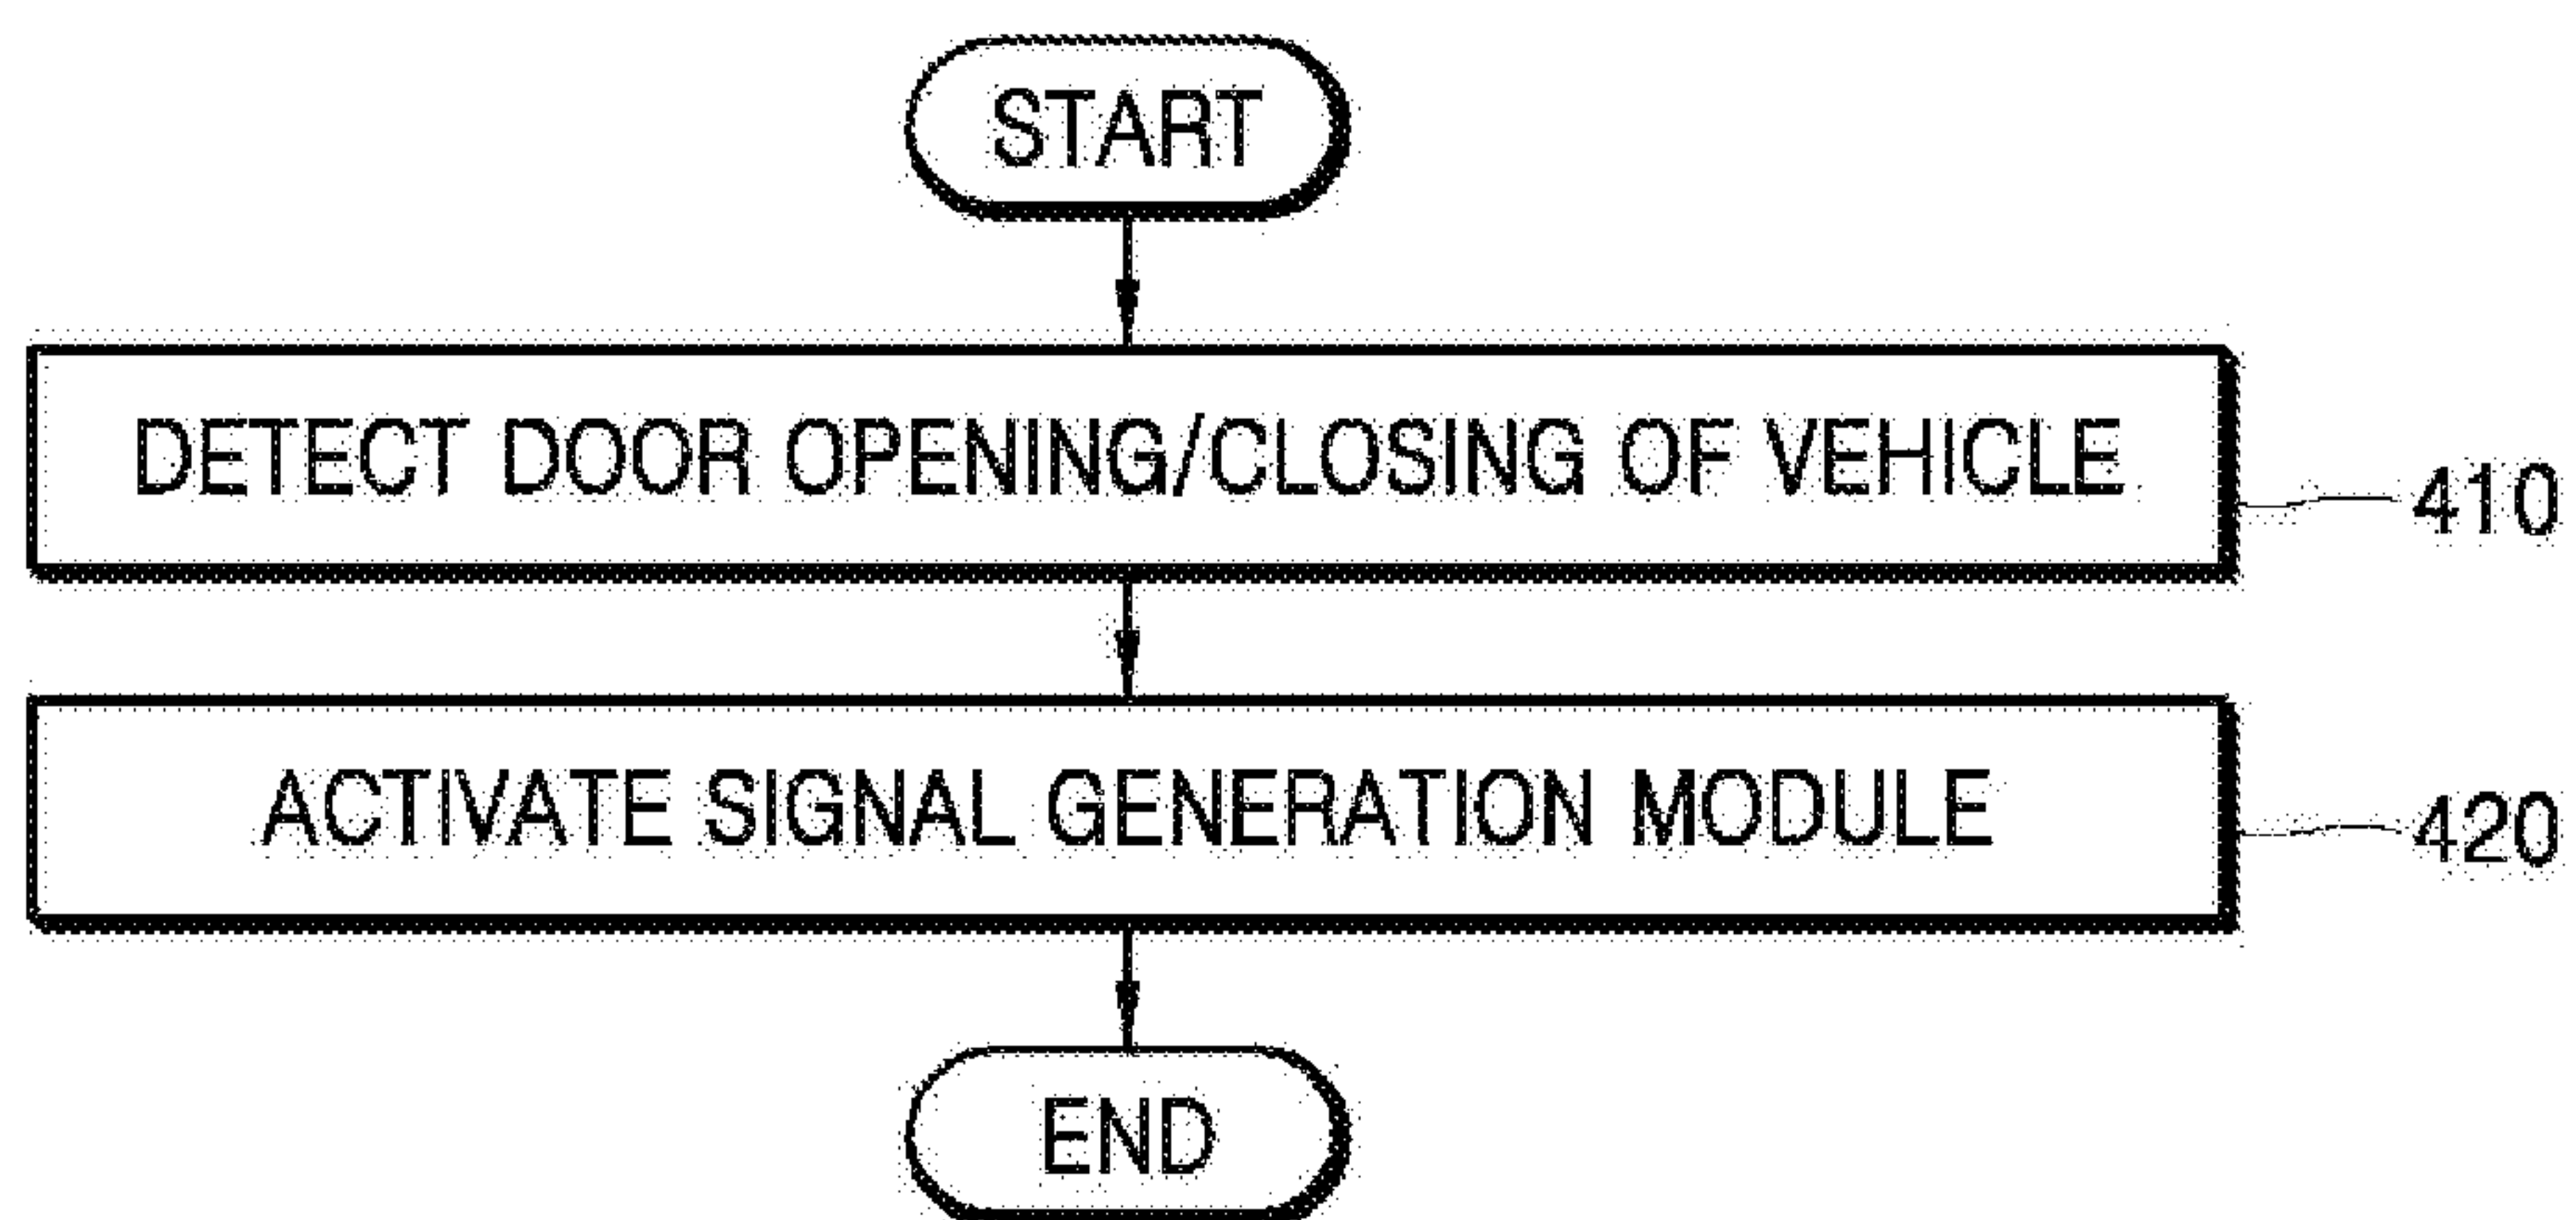 START
DETECT DOOR OPENING/CLOSING OF VEHICLE
410
ACTIVATE SIGNAL GENERATION MODULE
420
END